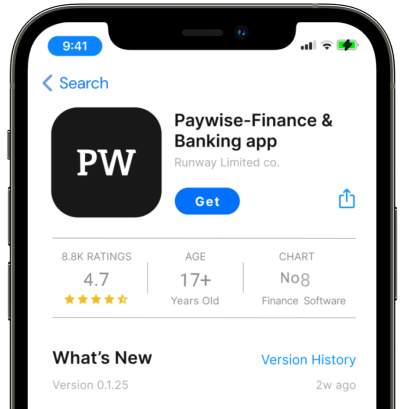 9:41
Search
PW
Paywise-Finance &
Banking app
Runway Limited co.
Get
8.8K RATINGS
AGE
CHART
4.7
17+
No8
Years Old
Finance Software
What's New
Version History
Version 0.1.25
2w ago